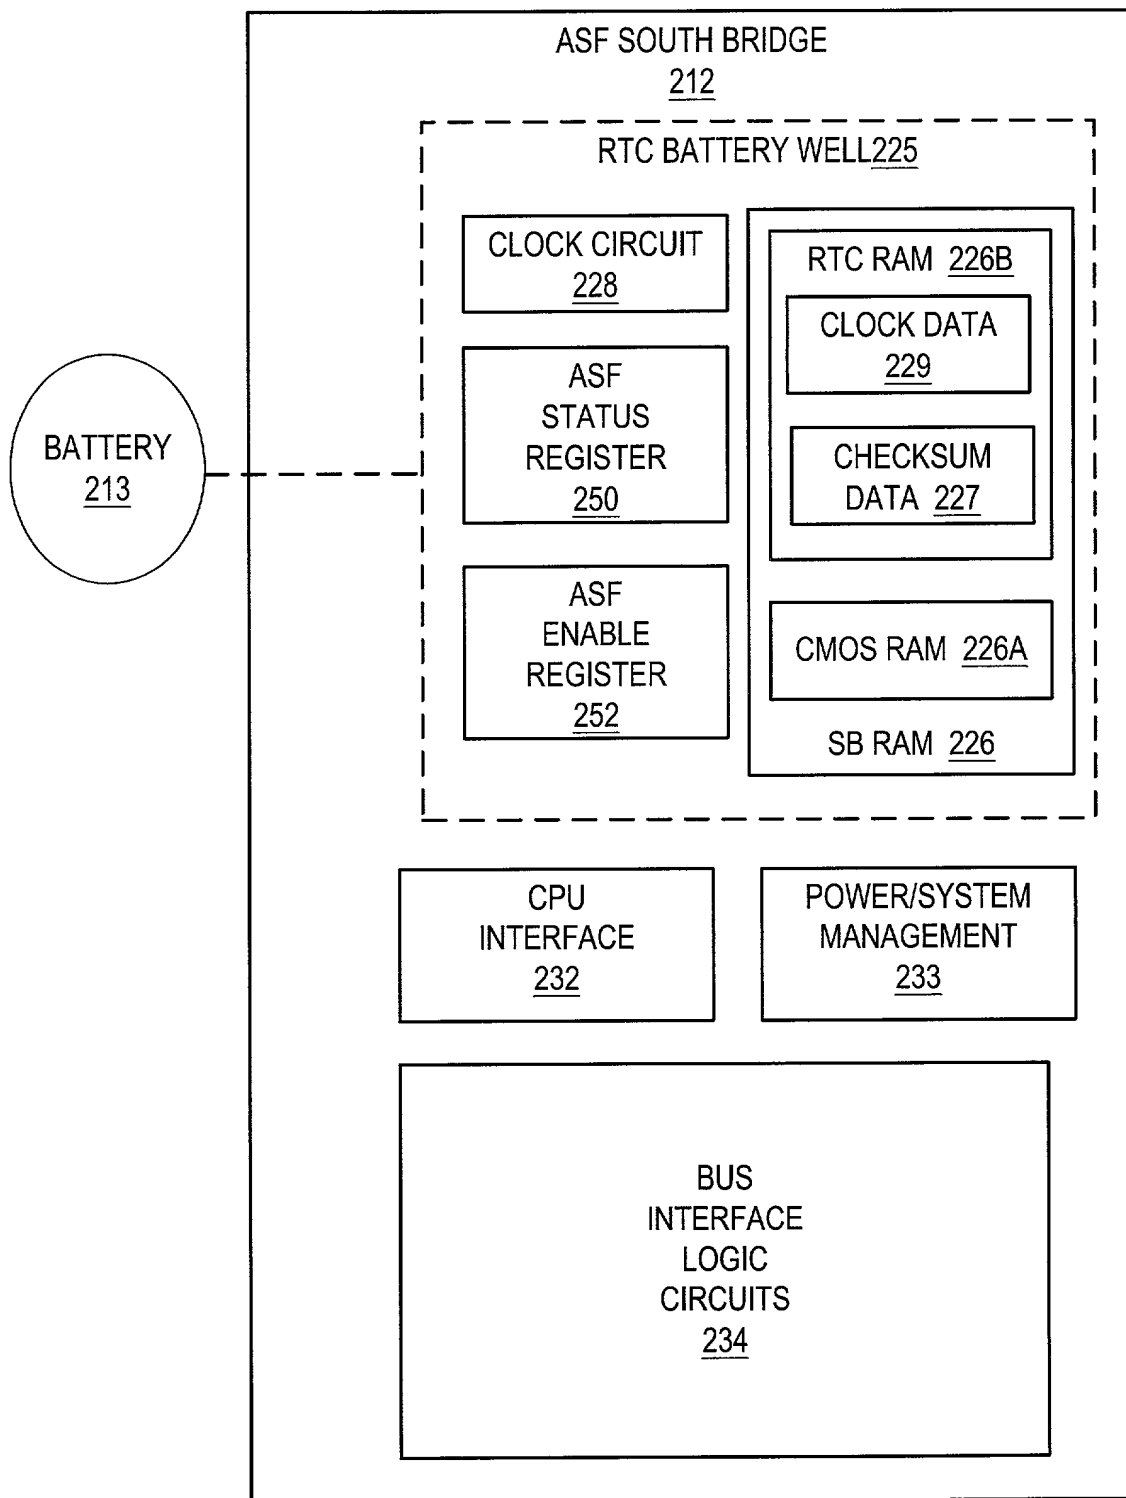 ASF SOUTH BRIDGE
212
RTC BATTERY WELL225
CLOCK CIRCUIT
228
ASF
STATUS
REGISTER
250
ASF
ENABLE
REGISTER
252
RTC RAM 226B
CLOCK DATA
229
CHECKSUM
DATA 227
CMOS RAM 226A
SB RAM 226
BATTERY
213
CPU
INTERFACE
232
POWER/SYSTEM
MANAGEMENT
233
BUS
INTERFACE
LOGIC
CIRCUITS
234